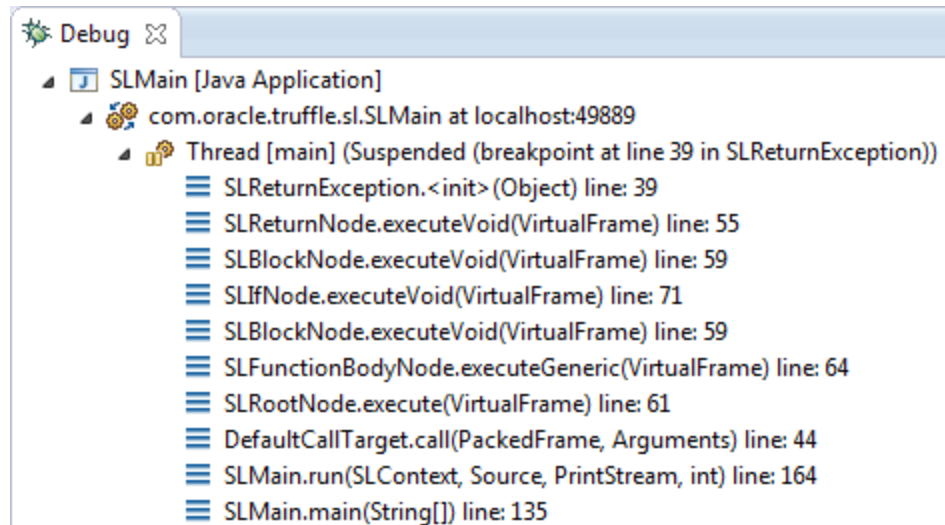 Debug
SLMain [Java Application]
com.oracle.truffle.sl.SLMain at localhost:49889
Thread [main] (Suspended (breakpoint at line 39 in SLReturnException))
SLReturnException.<init>(Object) line: 39
SLReturnNode.executeVoid(VirtualFrame) line: 55
SLBlockNode.executeVoid(VirtualFrame) line: 59
SLIfNode.executeVoid(VirtualFrame) line: 71
SLBlockNode.executeVoid(VirtualFrame) line: 59
SLFunctionBodyNode.executeGeneric(VirtualFrame) line: 64
SLRootNode.execute(VirtualFrame) line: 61
DefaultCallTarget.call(PackedFrame, Arguments) line: 44
SLMain.run(SLContext, Source, PrintStream, int) line: 164
SLMain.main(String[]) line: 135